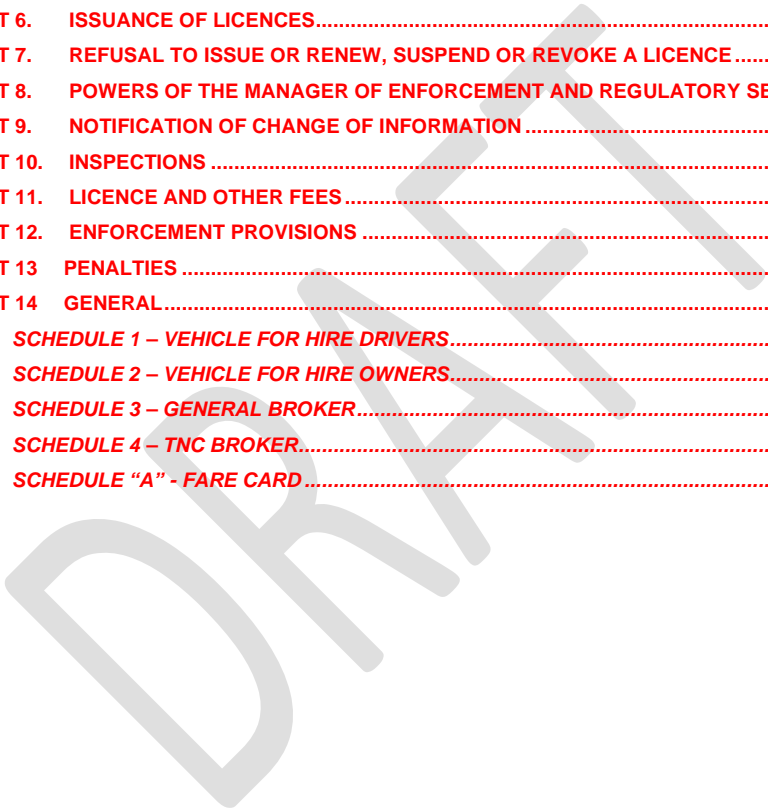 T 6. ISSUANCE OF LICENCES
T 7. REFUSAL TO ISSUE OR RENEW, SUSPEND OR REVOKE A LICENCE
T 8. POWERS OF THE MANAGER OF ENFORCEMENT AND REGULATORY SE
T 9. NOTIFICATION OF CHANGE OF INFORMATION
T 10. INSPECTIONS
T 11. LICENCE AND OTHER FEES
T 12. ENFORCEMENT PROVISIONS
T 13 PENALTIES
T 14 GENERAL
SCHEDULE 1 – VEHICLE FOR HIRE DRIVERS
SCHEDULE 2 – VEHICLE FOR HIRE OWNERS
SCHEDULE 3 – GENERAL BROKER
SCHEDULE 4 – TNC BROKER
SCHEDULE “A” - FARE CARD
DRAFT